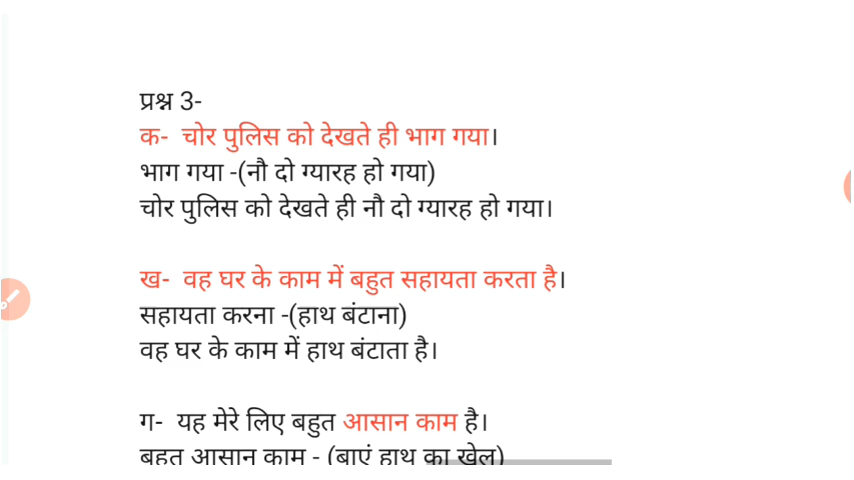 प्रश्न 3-
क- चोर पुलिस को देखते ही भाग गया।
भाग गया -(नौ दो ग्यारह हो गया)
चोर पुलिस को देखते ही नौ दो ग्यारह हो गया।
ख- वह घर के काम में बहुत सहायता करता है।
सहायता करना -(हाथ बंटाना)
वह घर के काम में हाथ बंटाता है।
ग- यह मेरे लिए बहुत आसान काम है।
बहुत आसान काम - (बाएं हाथ का खेल)